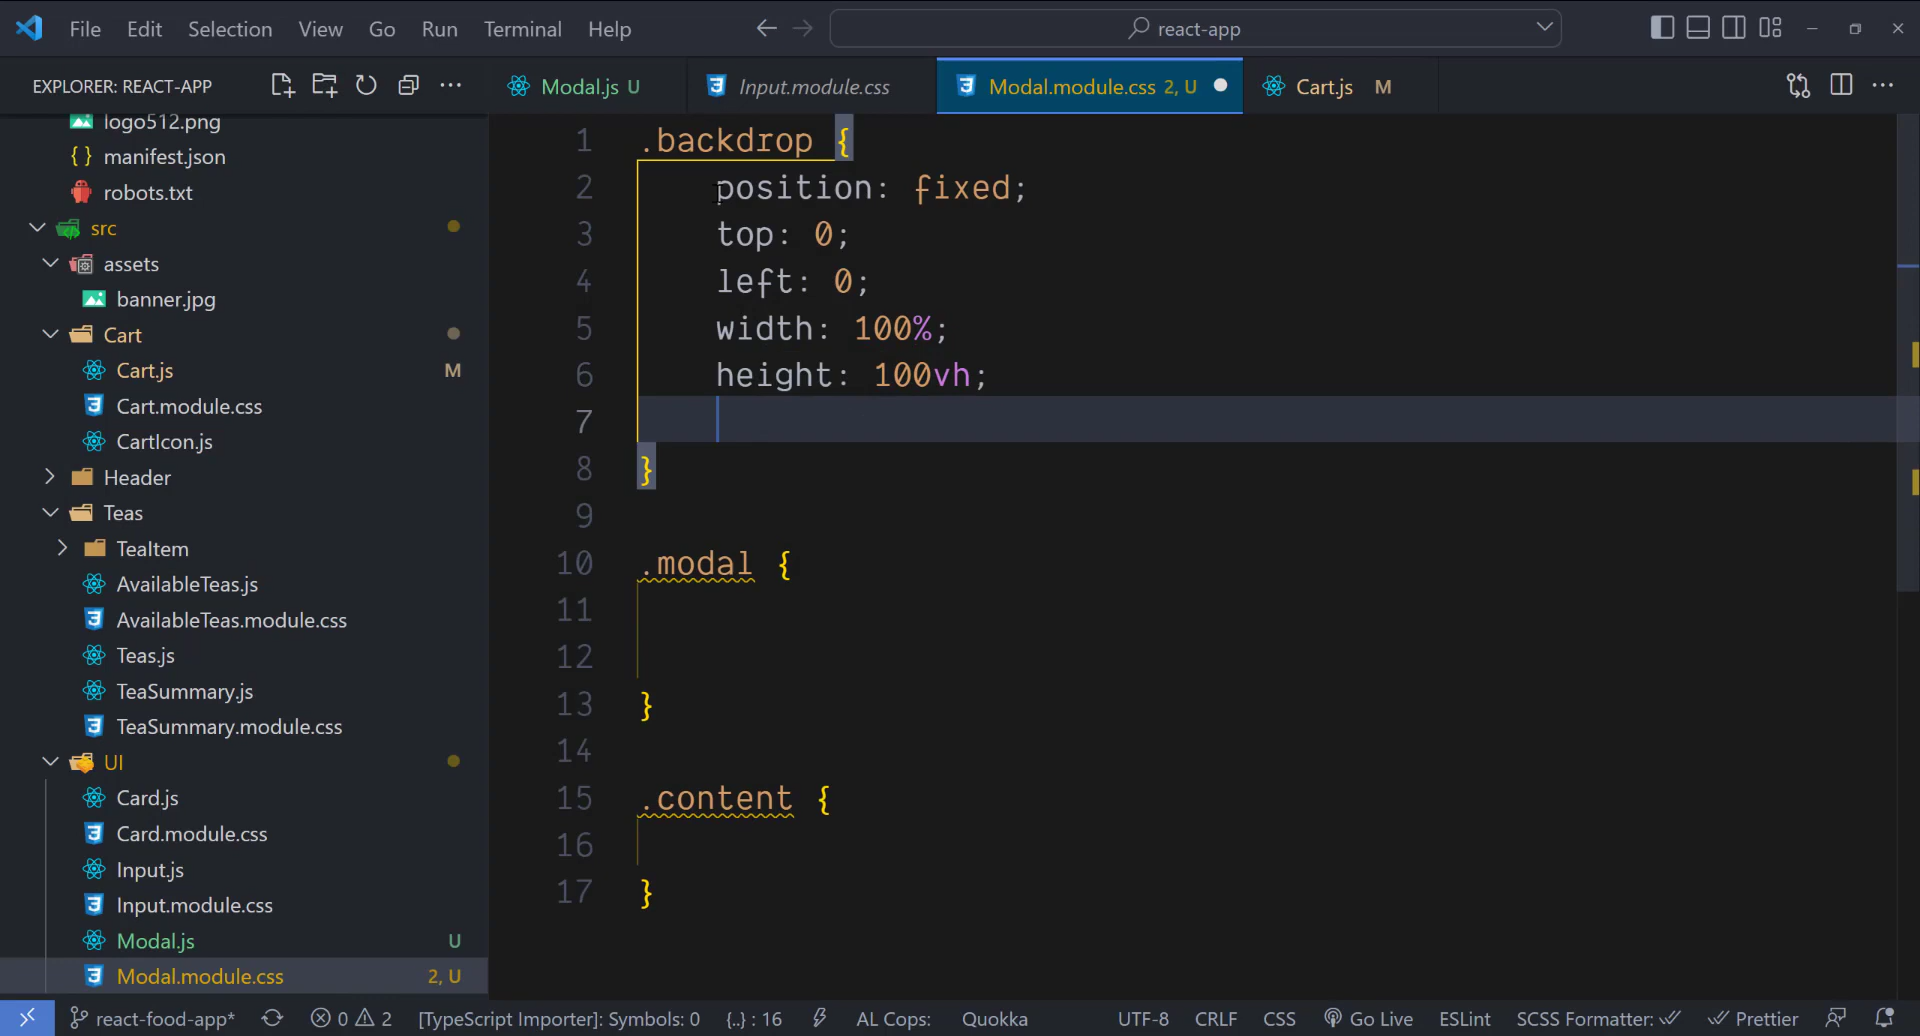 File Edit Selection View Go Run Terminal Help
react-app
EXPLORER: REACT-APP
Modal.js U
Input.module.css
Modal.module.css 2, U
Cart.js M
logo512.png
{ } manifest.json
robots.txt
src
assets
banner.jpg
Cart
Cart.js M
Cart.module.css
CartIcon.js
Header
Teas
TeaItem
AvailableTeas.js
AvailableTeas.module.css
Teas.js
TeaSummary.js
TeaSummary.module.css
UI
Card.js
Card.module.css
Input.js
Input.module.css
Modal.js U
Modal.module.css 2, U
1 .backdrop {
2 position: fixed;
3 top: 0;
4 left: 0;
5 width: 100%;
6 height: 100vh;
7
8 }
9
10 .modal {
11
12
13 }
14
15 .content {
16
17 }
react-food-app* 0 2 [TypeScript Importer]: Symbols: 0 {..} : 16 AL Cops: Quokka UTF-8 CRLF CSS Go Live ESLint SCSS Formatter: Prettier